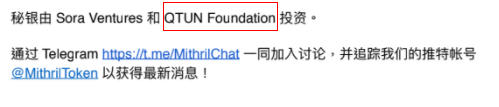 秘银由 Sora Ventures 和 QTUN Foundation 投资。
通过 Telegram https://t.me/MithrilChat 一同加入讨论，并追踪我们的推特帐号
@MithrilToken 以获得最新消息！